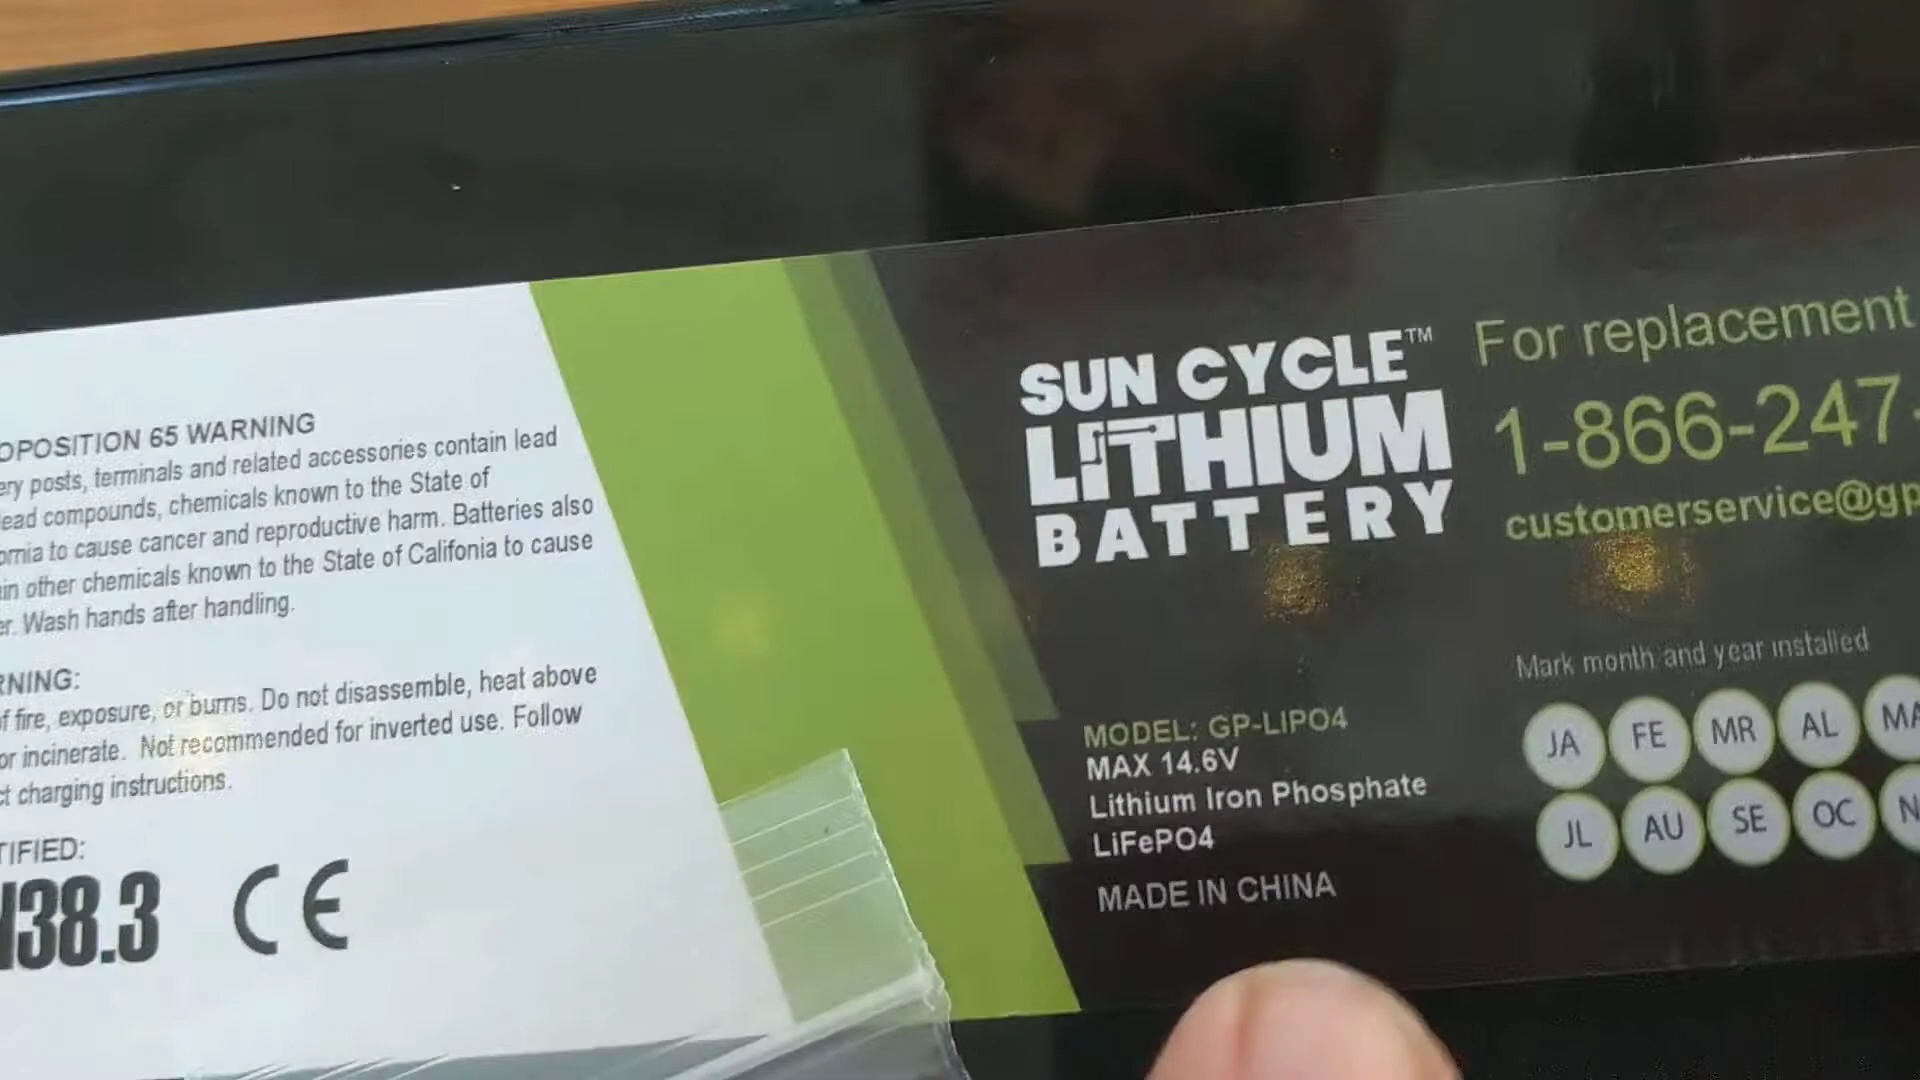 OPOSITION 65 WARNING
ery posts, terminals and related accessories contain lead
lead compounds, chemicals known to the State of
ornia to cause cancer and reproductive harm. Batteries also
in other chemicals known to the State of Califonia to cause
er. Wash hands after handling.
RNING:
of fire, exposure, or burns. Do not disassemble, heat above
or incinerate. Not recommended for inverted use. Follow
ct charging instructions.
TIFIED:
N38.3 CE
SUN CYCLE™
LITHIUM
BATTERY
MODEL: GP-LIPO4
MAX 14.6V
Lithium Iron Phosphate
LiFePO4
MADE IN CHINA
For replacement
1-866-247-
customerservice@gp
Mark month and year installed
JA FE MR AL MA
JL AU SE OC N